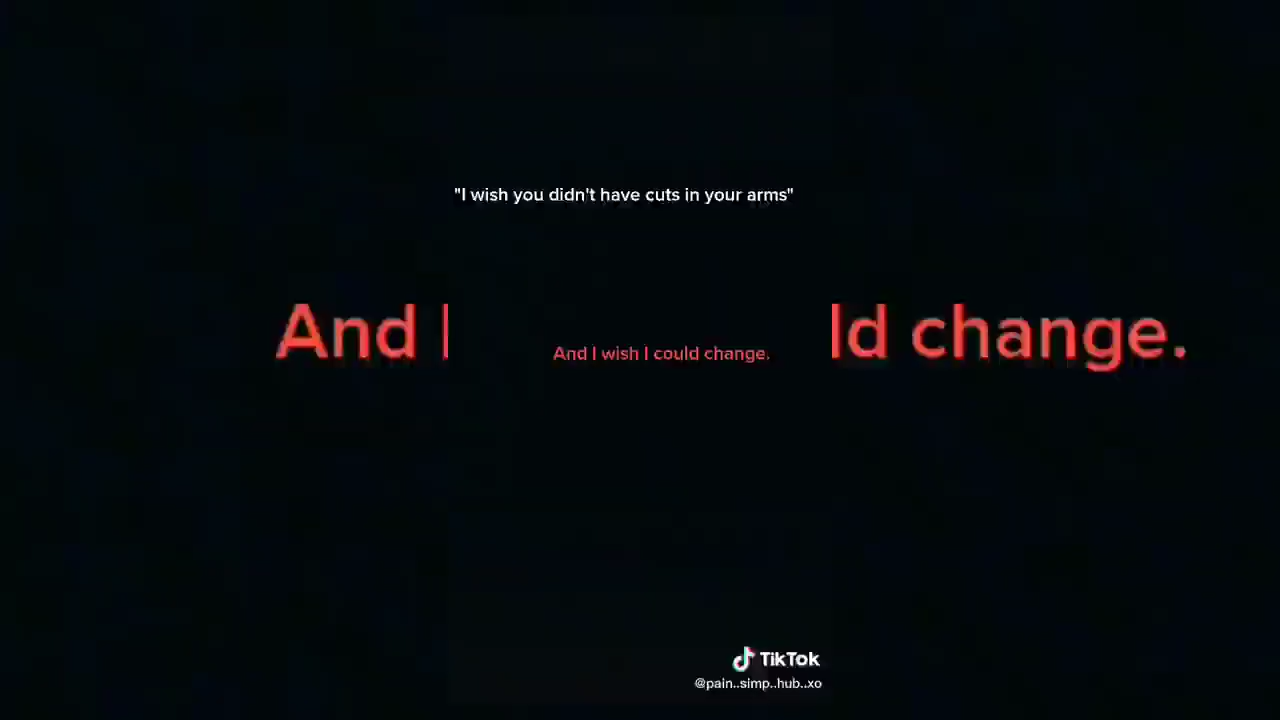 "I wish you didn't have cuts in your arms"
And I
ld change.
And I wish I could change.
TikTok
@pain..simp..hub..xo